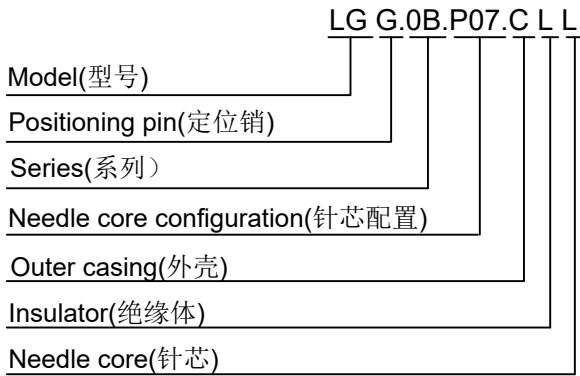 LG G.0B.P07.C L L
Model(型号)
Positioning pin(定位销)
Series(系列）
Needle core configuration(针芯配置)
Outer casing(外壳)
Insulator(绝缘体)
Needle core(针芯)